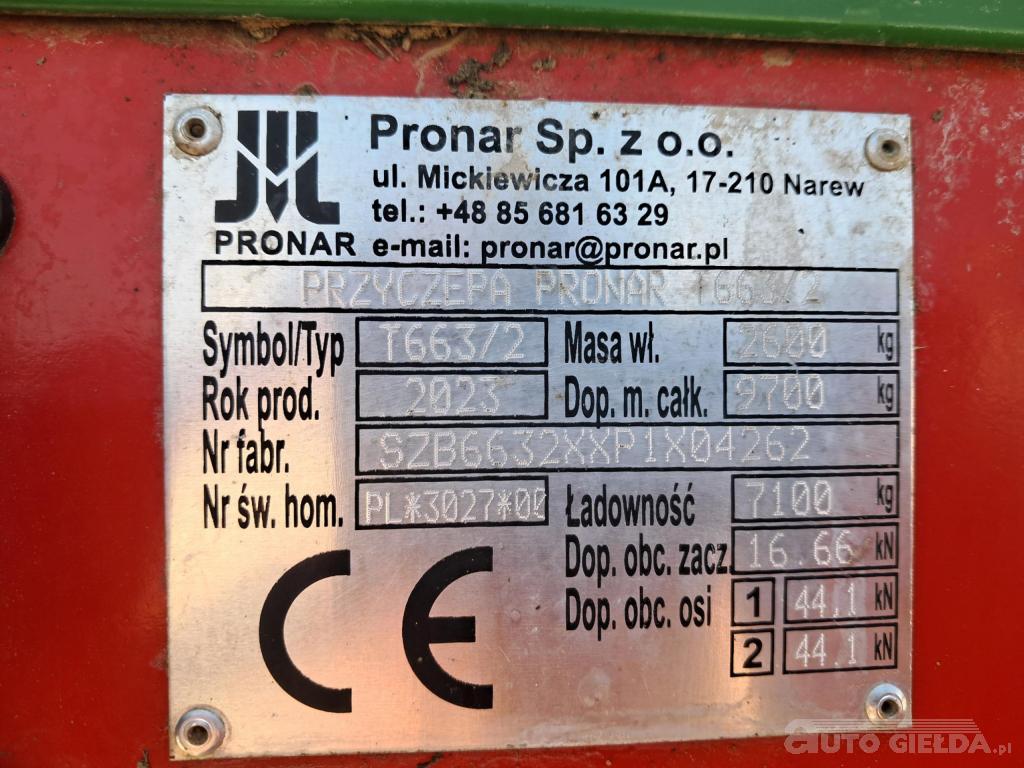 Pronar Sp. z o.o.
ul. Mickiewicza 101A, 17-210 Narew
tel.: +48 85 681 63 29
PRONAR e-mail: pronar@pronar.pl
PRZYCZEPA PRONAR T663/2
Symbol/Typ T663/2 Masa wł. 2600 kg
Rok prod. 2023 Dop. m. całk. 9700 kg
Nr fabr. SZB6632XXP1X04262
Nr św. hom. PL*3027*00 Ładowność 7100 kg
Dop. obc. zacz. 16.66 kN
Dop. obc. osi 1 44.1 kN
2 44.1 kN
CE
AUTO GIEŁDA.pl